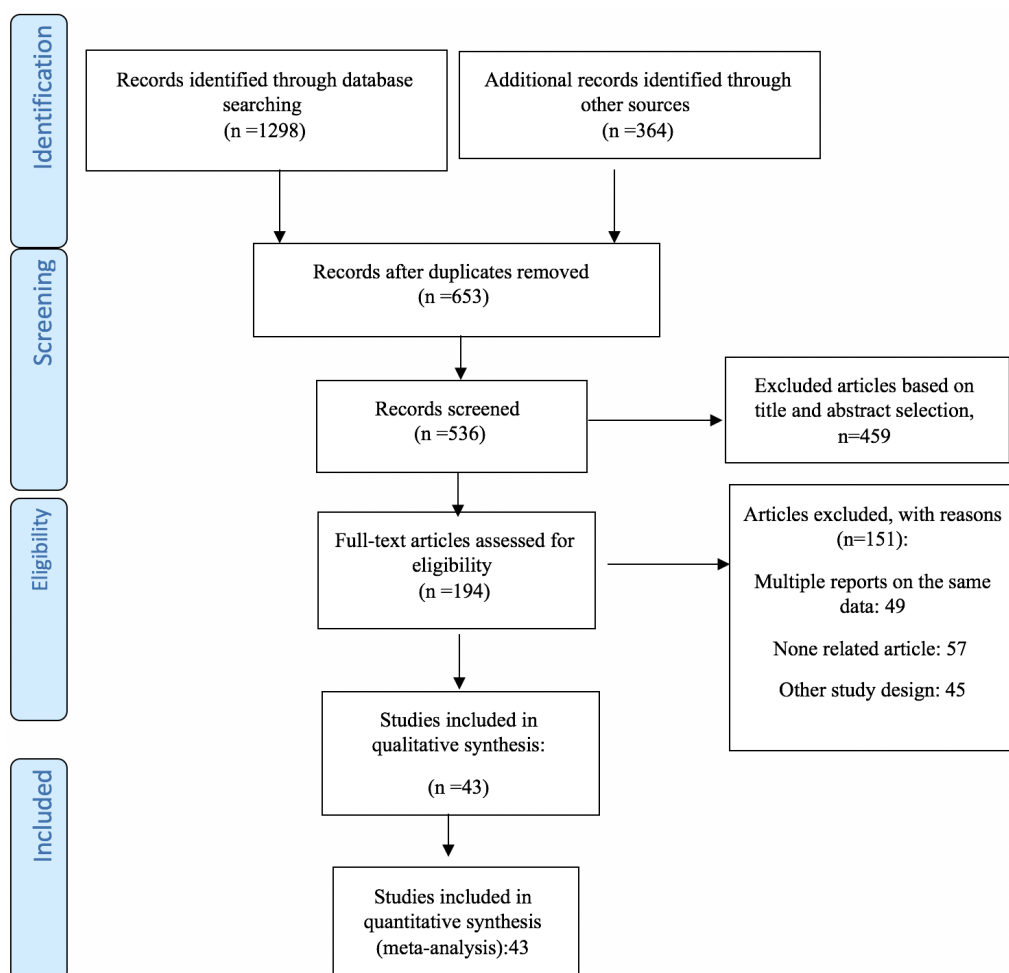 Identification
Records identified through database
searching
(n =1298)
Additional records identified through
other sources
(n =364)
Screening
Records after duplicates removed
(n =653)
Records screened
(n =536)
Excluded articles based on
title and abstract selection,
n=459
Eligibility
Full-text articles assessed for
eligibility
(n =194)
Articles excluded, with reasons
(n=151):
Multiple reports on the same
data: 49
None related article: 57
Other study design: 45
Studies included in
qualitative synthesis:
(n =43)
Included
Studies included in
quantitative synthesis
(meta-analysis):43